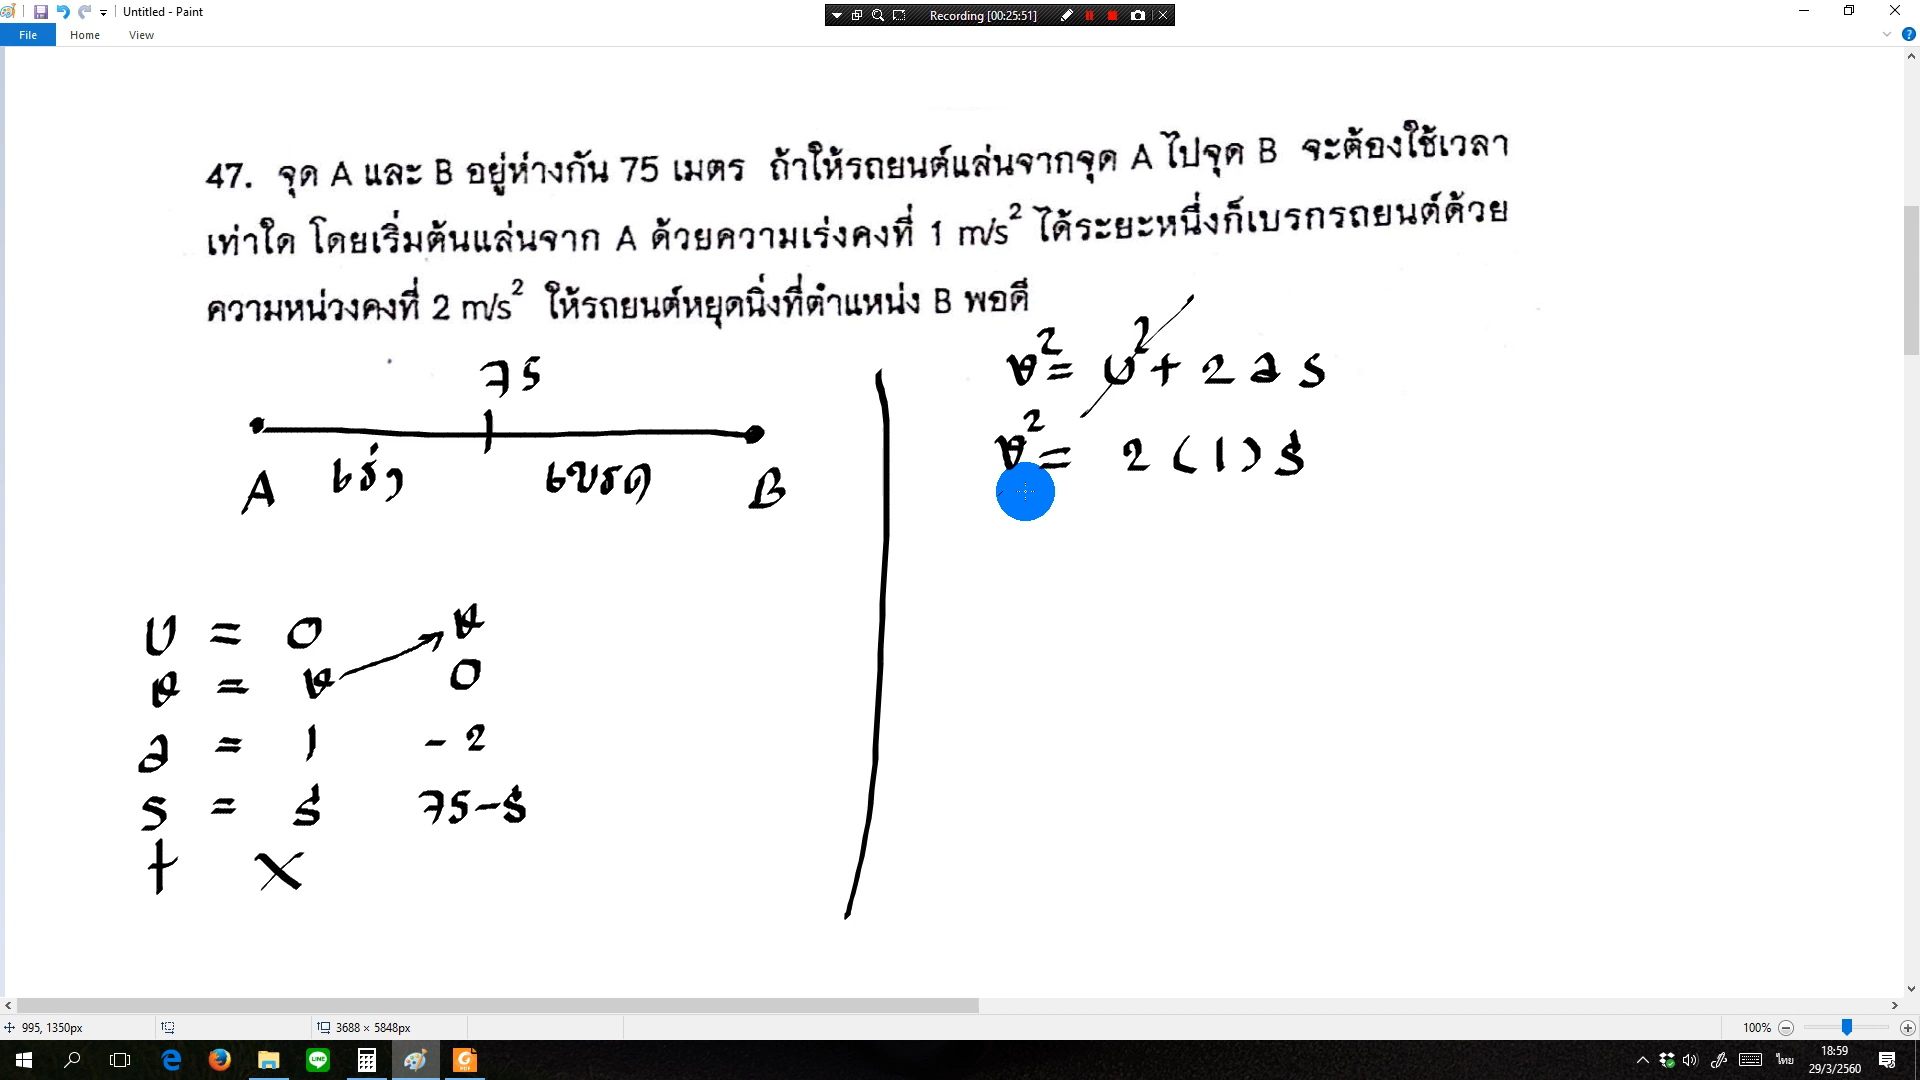 Untitled - Paint
Recording [00:25:51]
File Home View
47. จุด A และ B อยู่ห่างกัน 75 เมตร ถ้าให้รถยนต์แล่นจากจุด A ไปจุด B จะต้องใช้เวลา
เท่าใด โดยเริ่มต้นแล่นจาก A ด้วยความเร่งคงที่ 1 m/s² ได้ระยะหนึ่งก็เบรกรถยนต์ด้วย
ความหน่วงคงที่ 2 m/s² ให้รถยนต์หยุดนิ่งที่ตำแหน่ง B พอดี
75
A เร่ง เบรค B
u = 0 v
v = v 0
a = 1 -2
s = s 75-s
t X
v² = u² + 2 a s
v² = 2 (1) s
995, 1350px
3688 × 5848px
100%
LINE
PDF
ไทย
18:59
29/3/2560